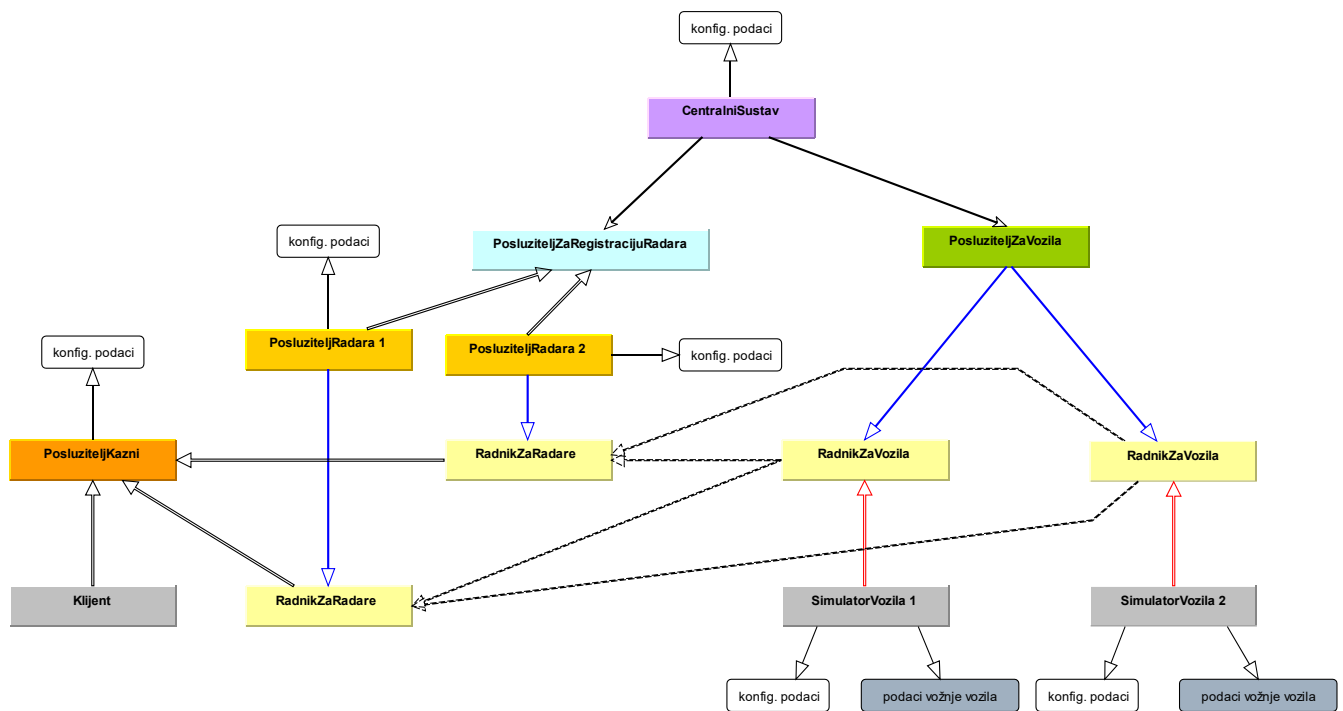 konfig. podaci
CentralniSustav
konfig. podaci
PosluziteljZaRegistracijuRadara
PosluziteljZaVozila
konfig. podaci
PosluziteljRadara 1
PosluziteljRadara 2
konfig. podaci
PosluziteljKazni
RadnikZaRadare
RadnikZaVozila
RadnikZaVozila
Klijent
RadnikZaRadare
SimulatorVozila 1
SimulatorVozila 2
konfig. podaci
podaci vožnje vozila
konfig. podaci
podaci vožnje vozila